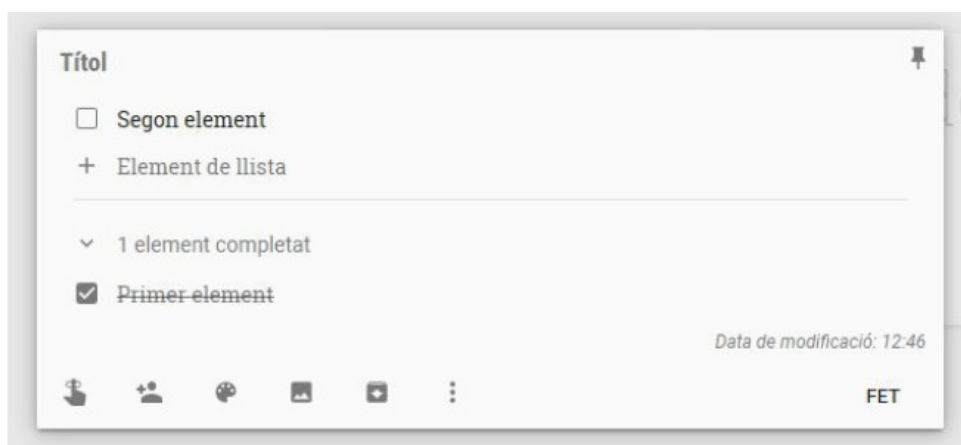 Títol
Segon element
Element de llista
1 element completat
Primer element
Data de modificació: 12:46
FET